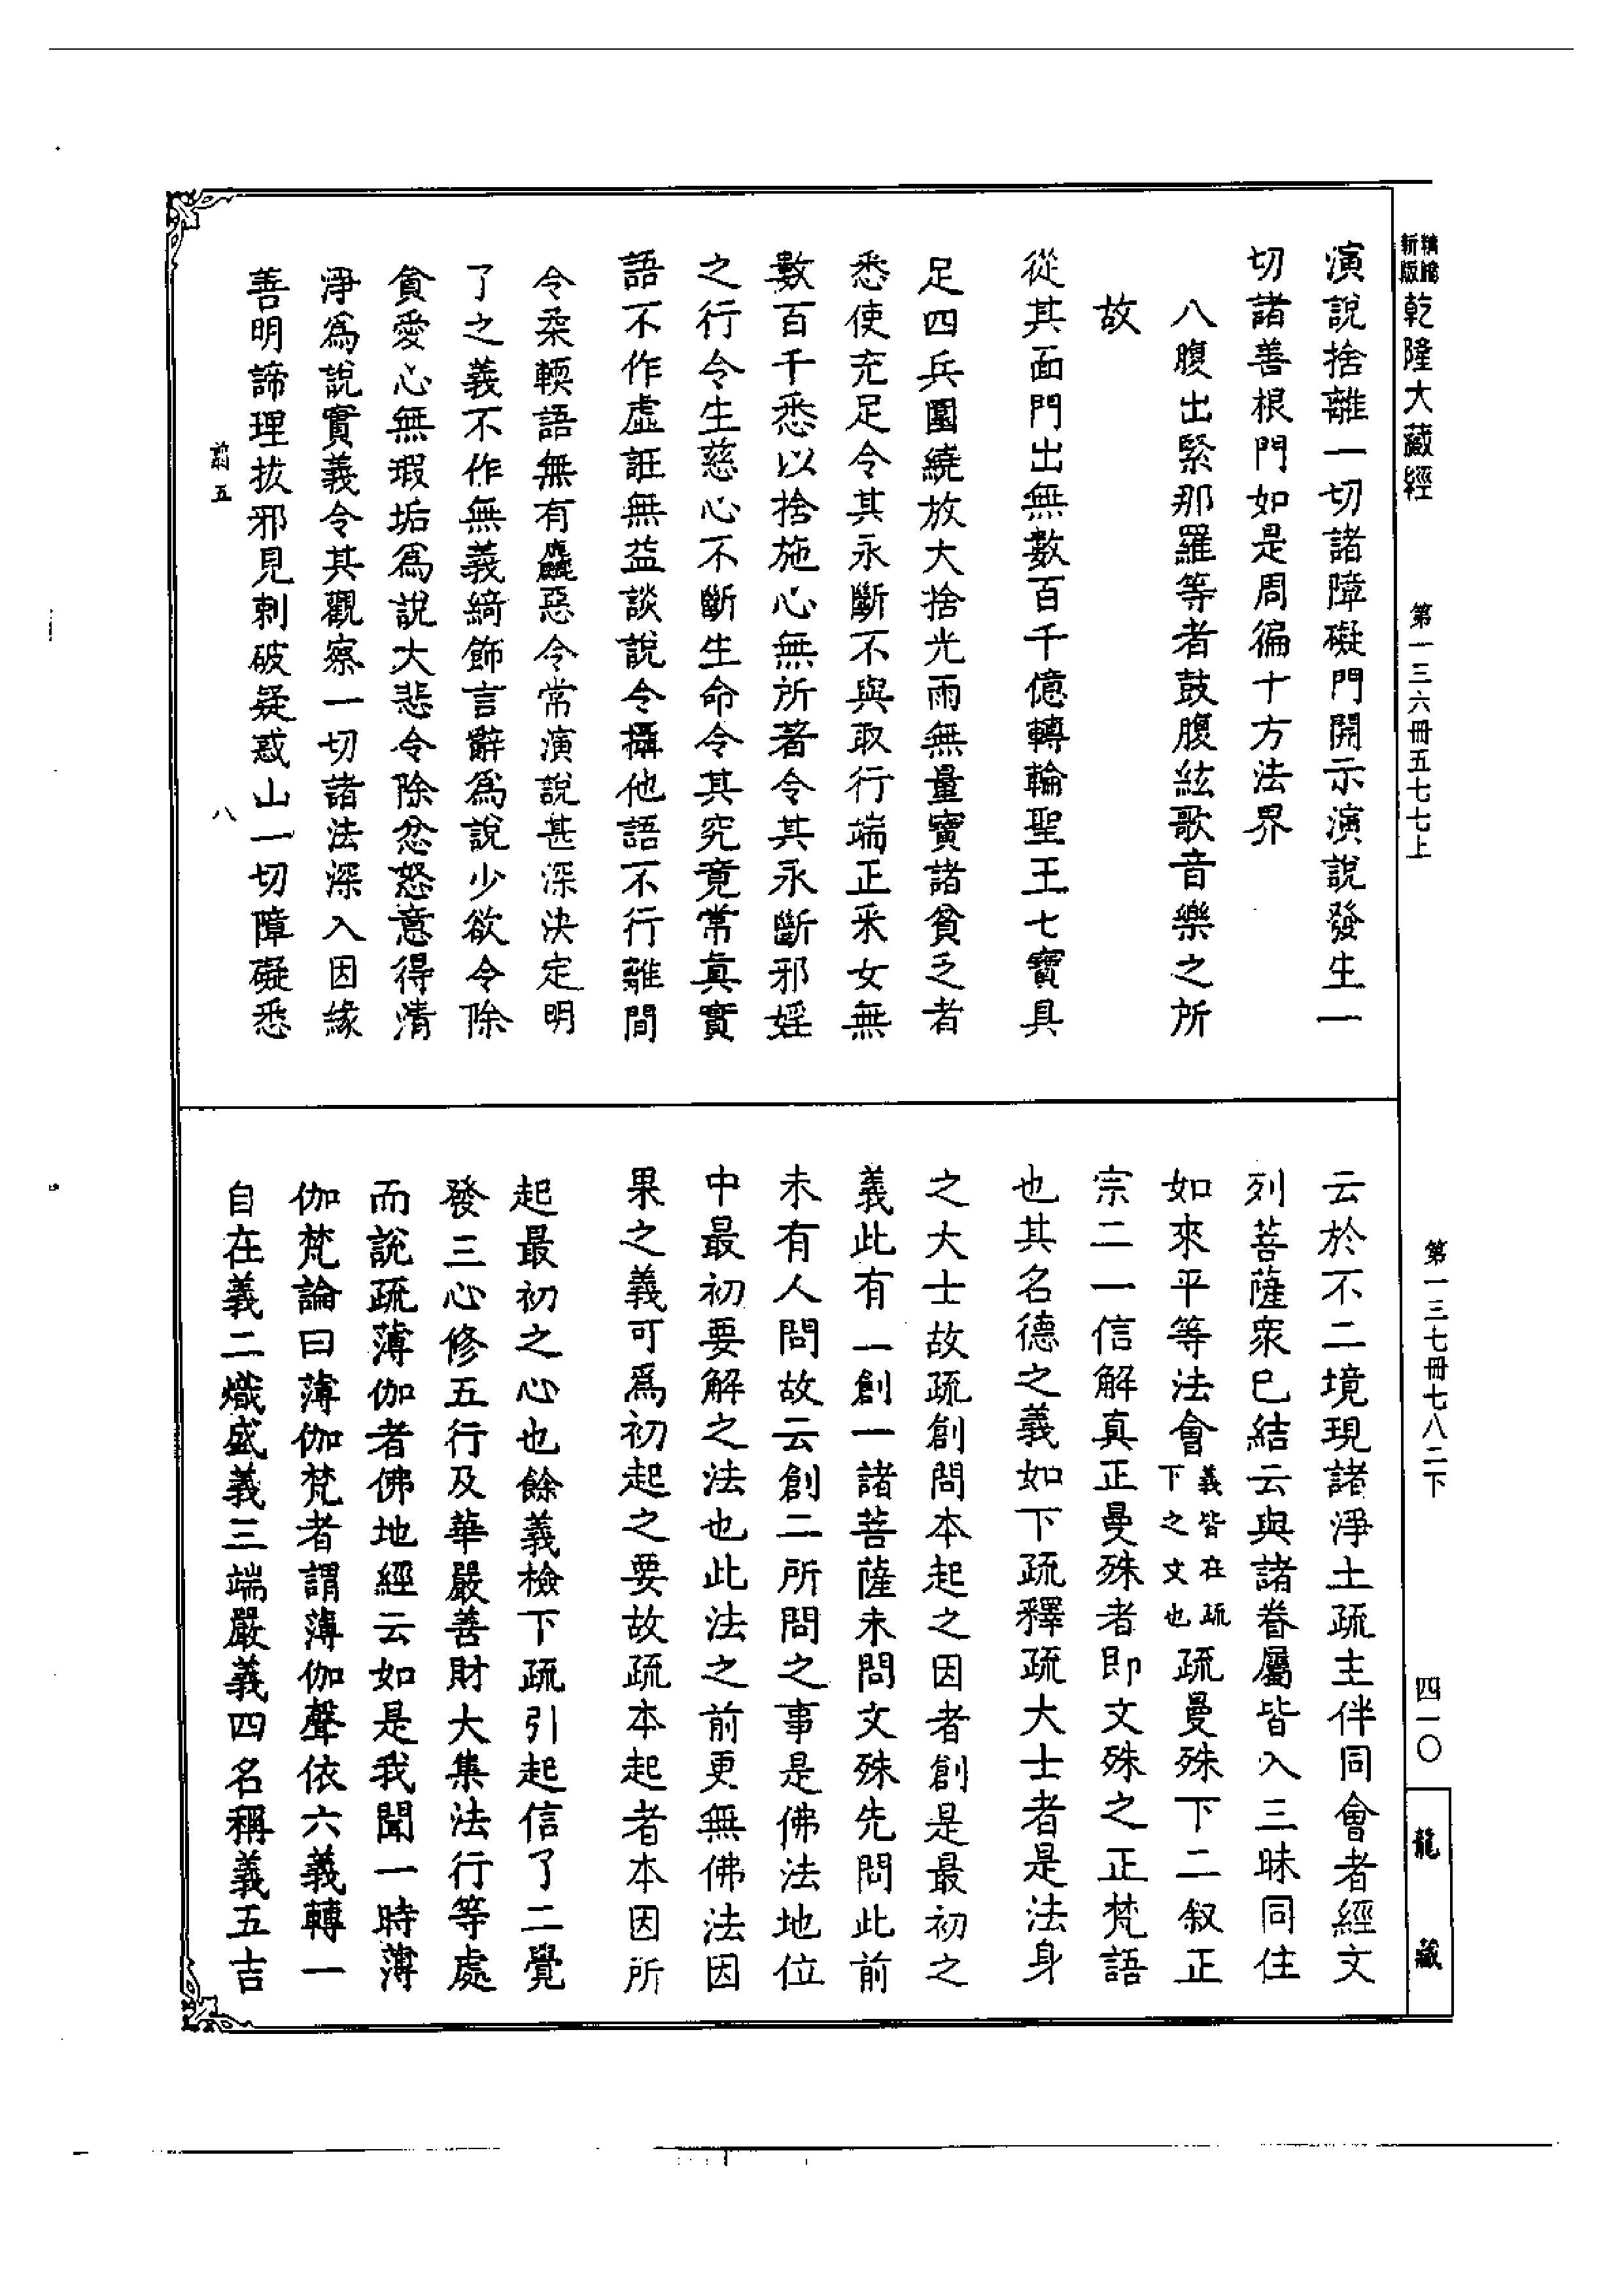 新版
精縮
乾隆大藏經
第一三六冊五七七上
演說捨離一切諸障礙門開示演說發生一
切諸善根門如是周徧十方法界
八腹出緊那羅等者鼓腹絃歌音樂之所
故
從其面門出無數百千億轉輪聖王七寶具
足四兵圍繞放大捨光雨無量寶諸貧乏者
悉使充足令其永斷不與取行端正釆女無
數百千悉以捨施心無所著令其永斷邪婬
之行令生慈心不斷生命令其究竟常眞實
語不作虛誑無益談說令攝他語不行離間
令柔輭語無有麤惡令常演說甚深決定明
了之義不作無義綺飾言辭爲說少欲令除
貪愛心無瑕垢爲說大悲令除忿怒意得清
淨爲說實義令其觀察一切諸法深入因緣
善明諦理拔邪見刺破疑惑山一切障礙悉
八
第一三七冊七八二下
四一〇
龍藏
云於不二境現諸淨土疏主伴同會者經文
列菩薩衆已結云與諸眷屬皆入三昧同住
如來平等法會義皆在疏下之文也疏曼殊下二叙正
宗二一信解真正曼殊者即文殊之正梵語
也其名德之義如下疏釋疏大士者是法身
之大士故疏創問本起之因者創是最初之
義此有一創一諸菩薩未問文殊先問此前
未有人問故云創二所問之事是佛法地位
中最初要解之法也此法之前更無佛法因
果之義可爲初起之要故疏本起者本因所
起最初之心也餘義檢下疏引起信了二覺
發三心修五行及華嚴善財大集法行等處
而說疏薄伽者佛地經云如是我聞一時薄
伽梵論曰薄伽梵者謂薄伽聲依六義轉一
自在義二熾盛義三端嚴義四名稱義五吉